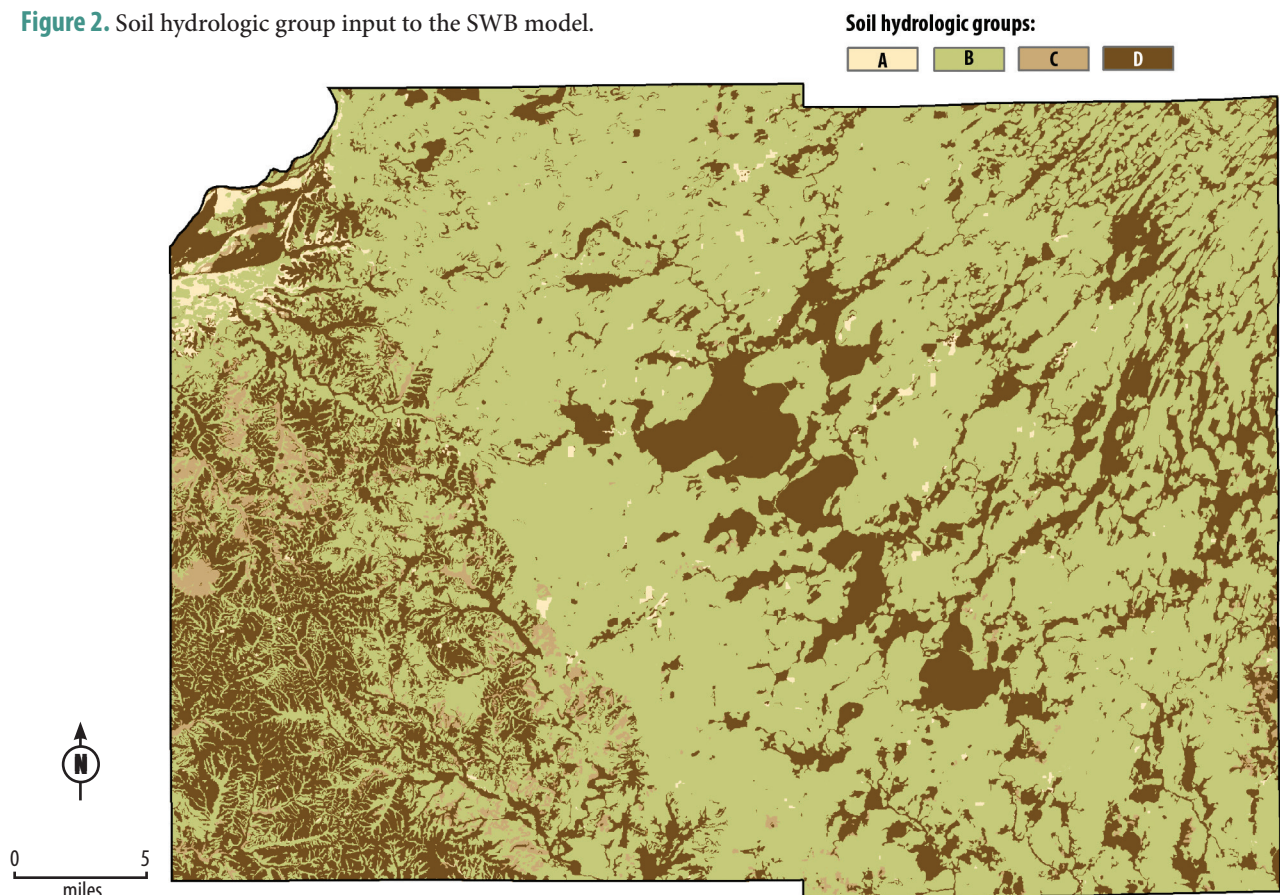 Figure 2. Soil hydrologic group input to the SWB model.
Soil hydrologic groups:
A B C D
N
0 5
miles